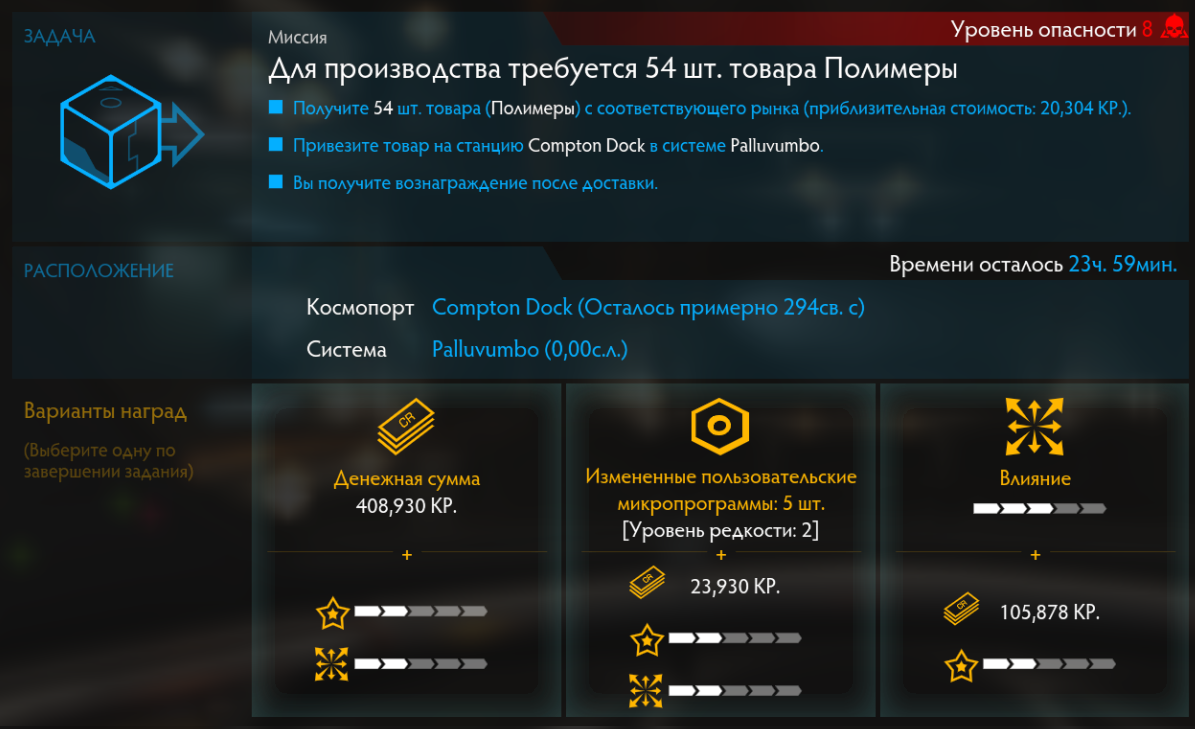 ЗАДАЧА
Миссия
Уровень опасности 8
Для производства требуется 54 шт. товара Полимеры
Получите 54 шт. товара (Полимеры) с соответствующего рынка (приблизительная стоимость: 20,304 КР.).
Привезите товар на станцию Compton Dock в системе Palluvumbo.
Вы получите вознаграждение после доставки.
РАСПОЛОЖЕНИЕ
Времени осталось 23ч. 59мин.
Космопорт Compton Dock (Осталось примерно 294св. с)
Система Palluvumbo (0,00с.л.)
Варианты наград
(Выберите одну по
завершении задания)
CR
Денежная сумма
408,930 КР.
+
Измененные пользовательские
микропрограммы: 5 шт.
[Уровень редкости: 2]
+
CR
23,930 КР.
Влияние
+
CR
105,878 КР.